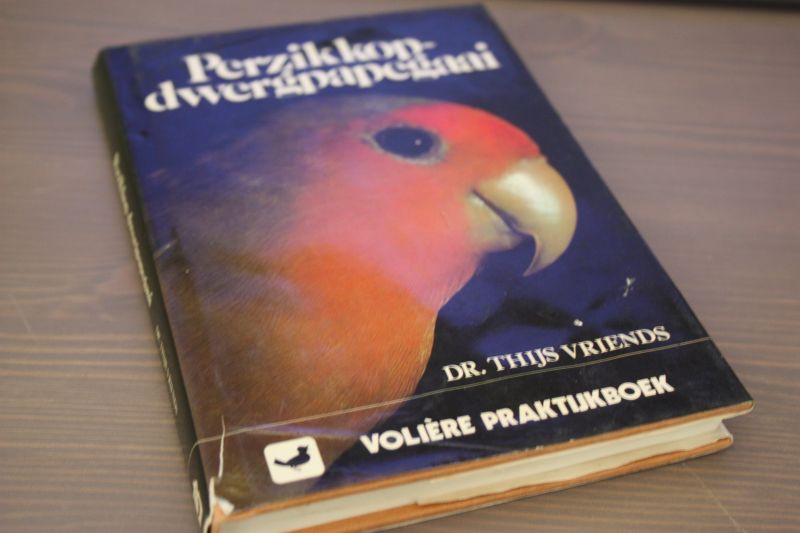 Perzikkop-
dwergpapegaai
DR. THIJS VRIENDS
VOLIÈRE PRAKTIJKBOEK